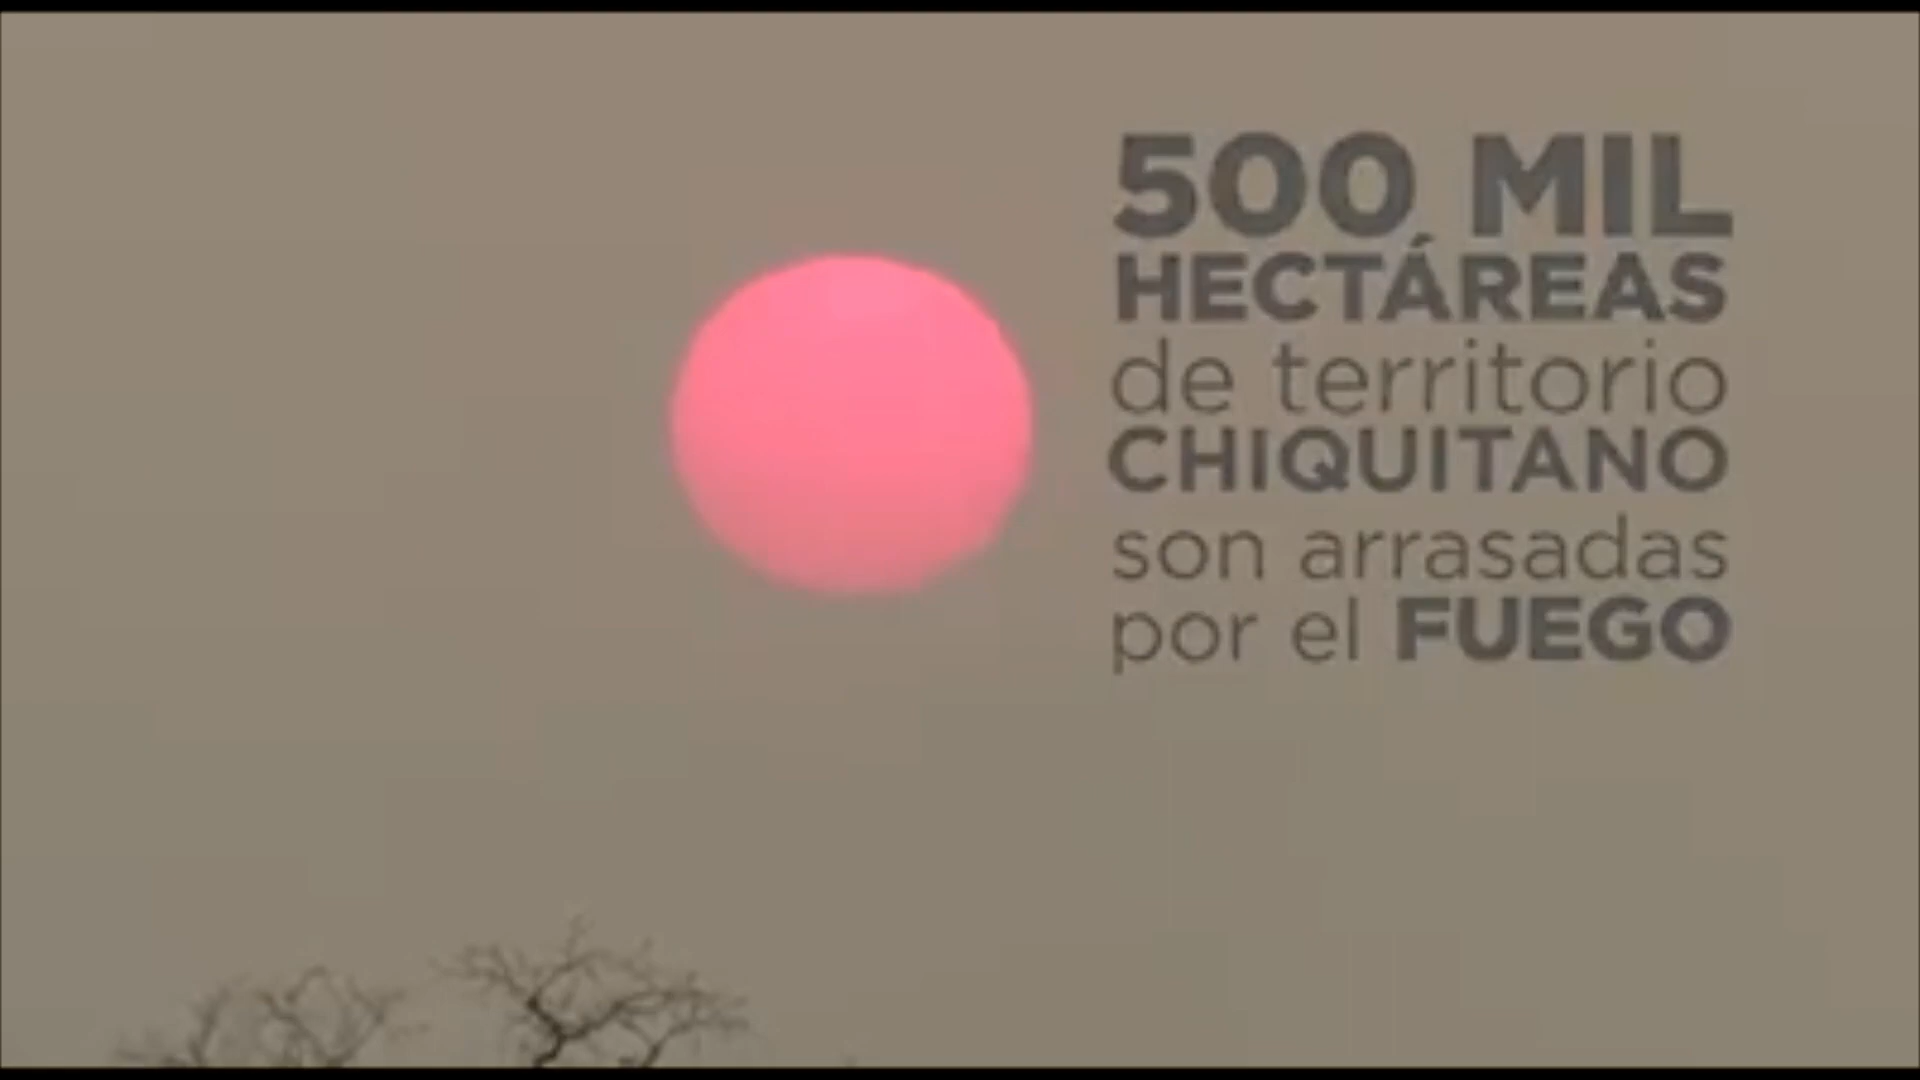 500 MIL
HECTÁREAS
de territorio
CHIQUITANO
son arrasadas
por el FUEGO